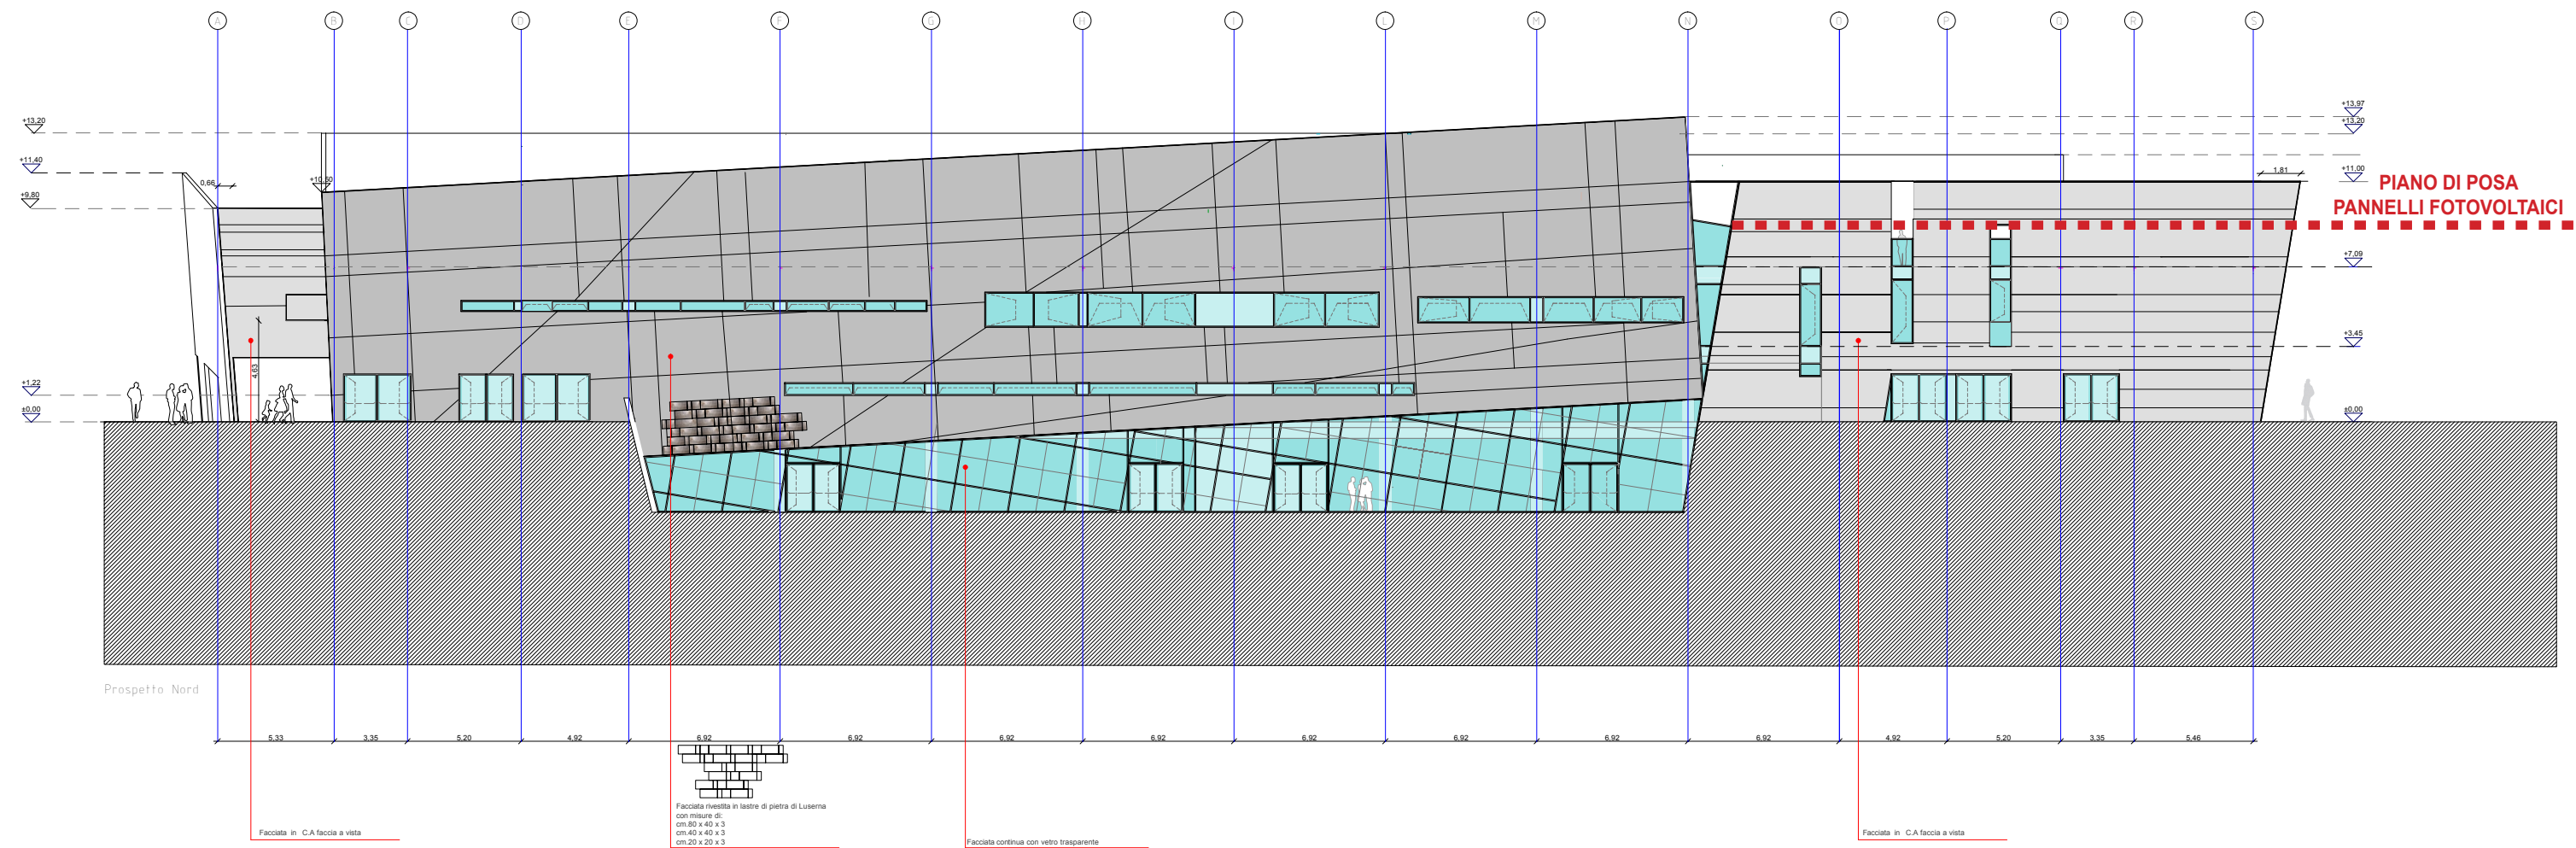 A B C D E F G H I L M N O P Q R S
+13,20
+11,40
+9,80
0,66
+10,50
4,63
+1,22
±0,00
+13,97
+13,20
1,81
+11,00
PIANO DI POSA
PANNELLI FOTOVOLTAICI
+7,09
+3,45
±0,00
Prospetto Nord
5,33 3,35 5,20 4,92 6,92 6,92 6,92 6,92 6,92 6,92 6,92 6,92 4,92 5,20 3,35 5,46
Facciata rivestita in lastre di pietra di Luserna
con misure di:
cm.80 x 40 x 3
cm.40 x 40 x 3
cm.20 x 20 x 3
Facciata in C.A faccia a vista
Facciata continua con vetro trasparente
Facciata in C.A faccia a vista